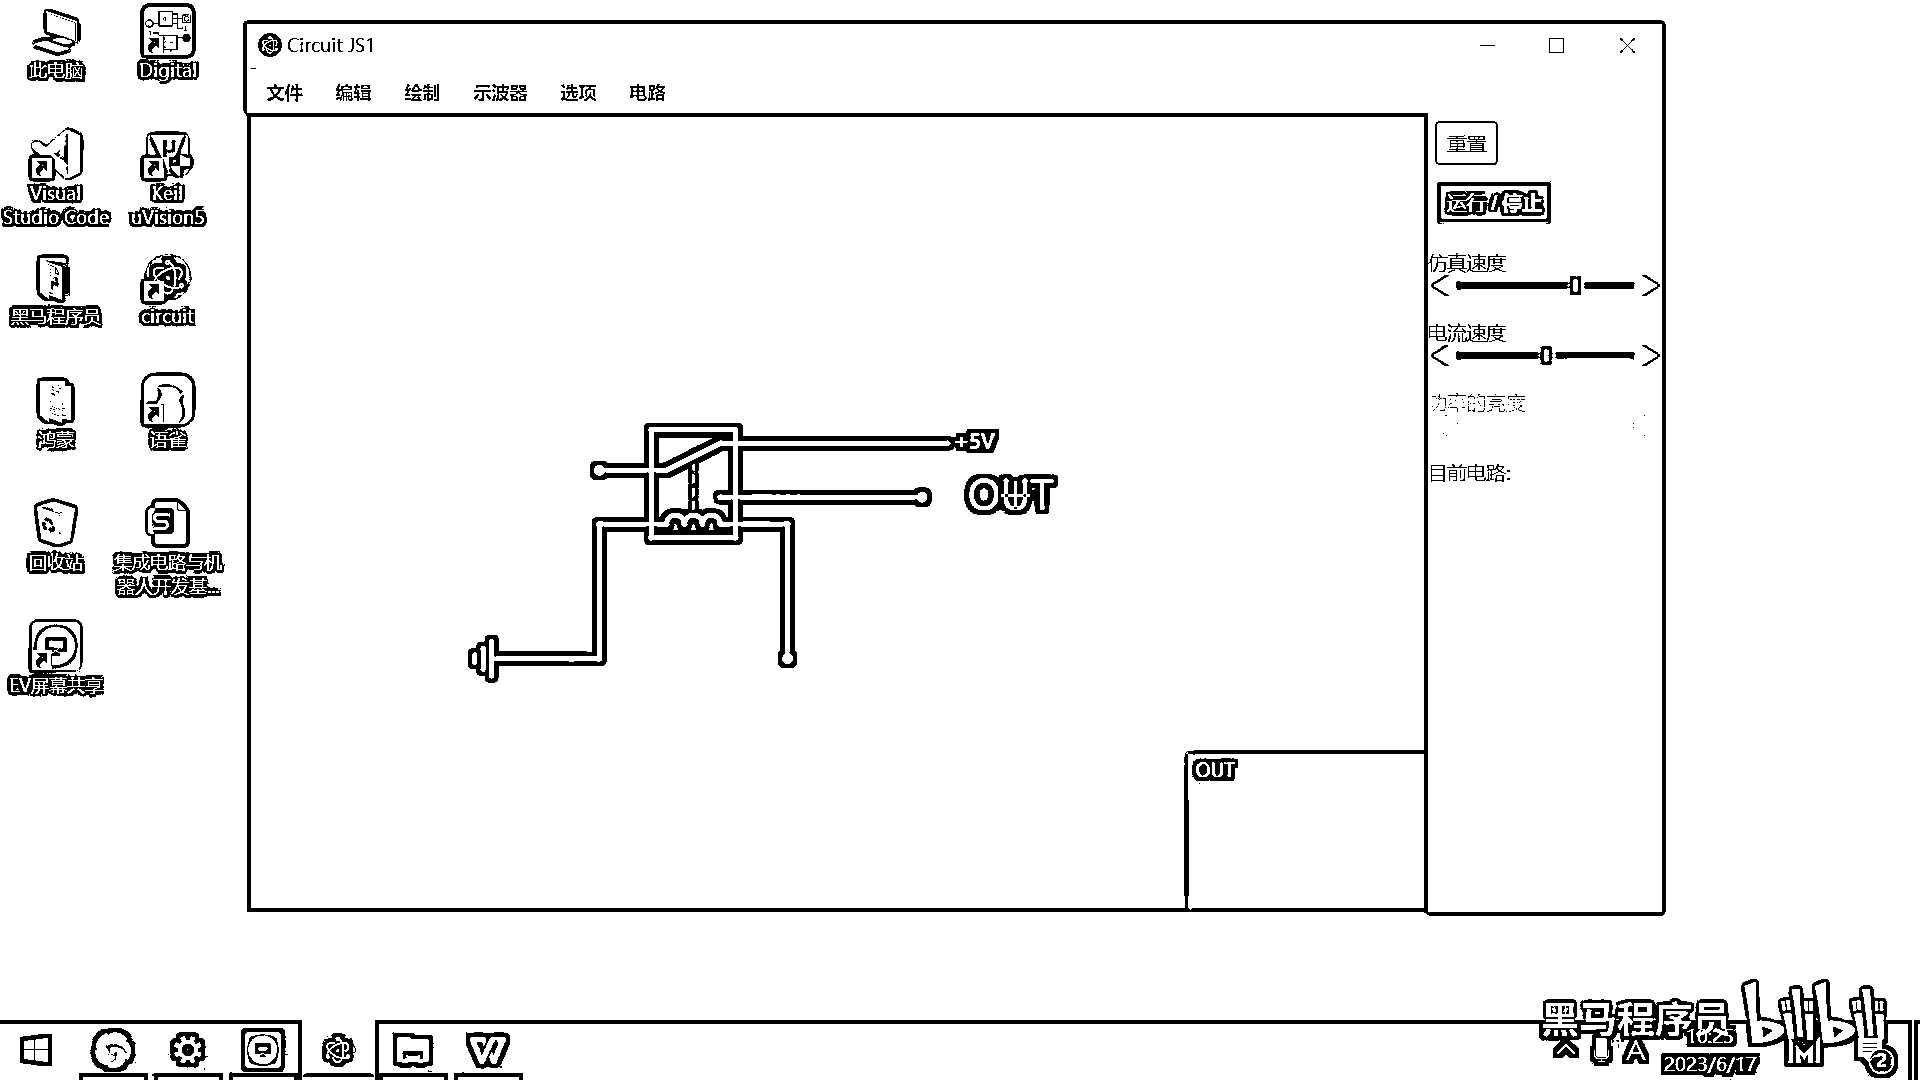 此电脑
Digital
Visual
Studio Code
Keil
uVision5
黑马程序员
circuit
鸿蒙
语雀
回收站
集成电路与机
器人开发基...
EV屏幕共享
Circuit JS1
文件 编辑 绘制 示波器 选项 电路
重置
运行/停止
仿真速度
电流速度
功率的亮度
目前电路:
+5V
OUT
OUT
黑马程序员 bilibili
10:25
2023/6/17
2